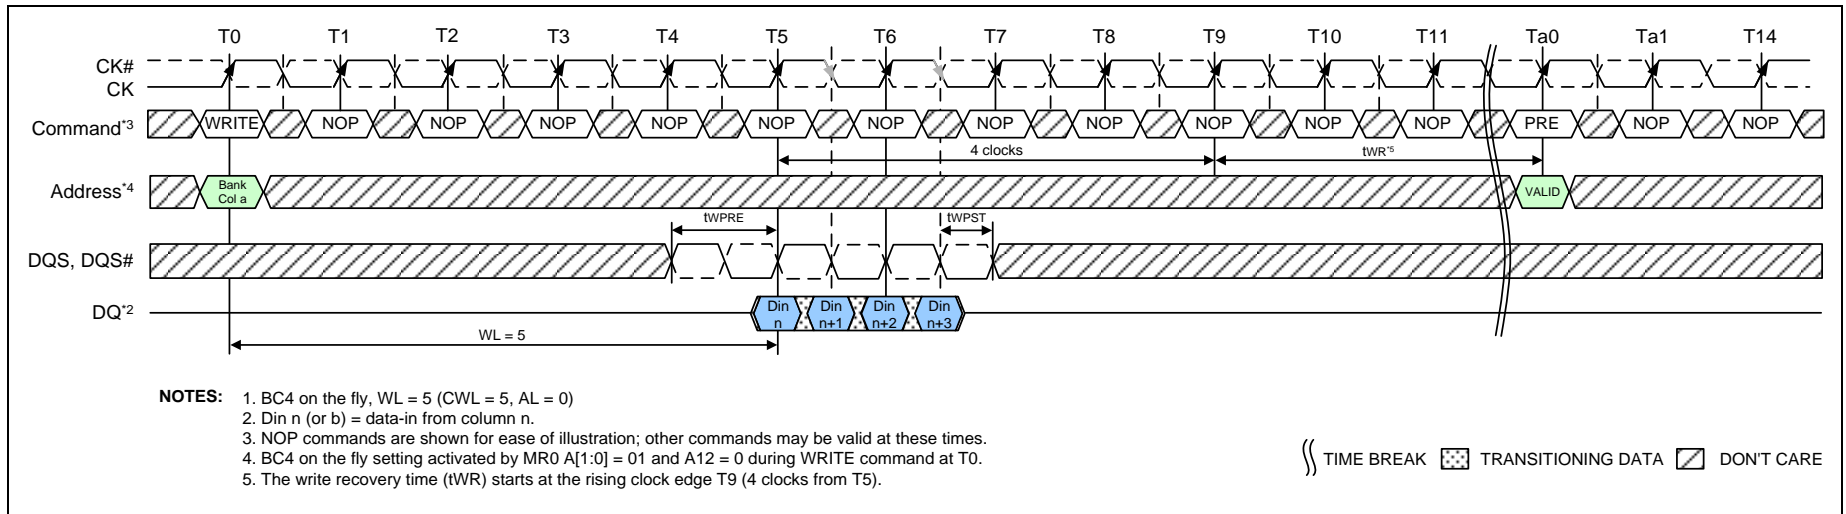 T0 T1 T2 T3 T4 T5 T6 T7 T8 T9 T10 T11 Ta0 Ta1 T14
CK#
CK
Command*3 WRITE NOP NOP NOP NOP NOP NOP NOP NOP NOP NOP NOP PRE NOP NOP
4 clocks tWR*5
Address*4 Bank Col a VALID
tWPRE tWPST
DQS, DQS#
DQ*2 Din n Din n+1 Din n+2 Din n+3
WL = 5
NOTES: 1. BC4 on the fly, WL = 5 (CWL = 5, AL = 0)
2. Din n (or b) = data-in from column n.
3. NOP commands are shown for ease of illustration; other commands may be valid at these times.
4. BC4 on the fly setting activated by MR0 A[1:0] = 01 and A12 = 0 during WRITE command at T0.
5. The write recovery time (tWR) starts at the rising clock edge T9 (4 clocks from T5).
TIME BREAK TRANSITIONING DATA DON'T CARE